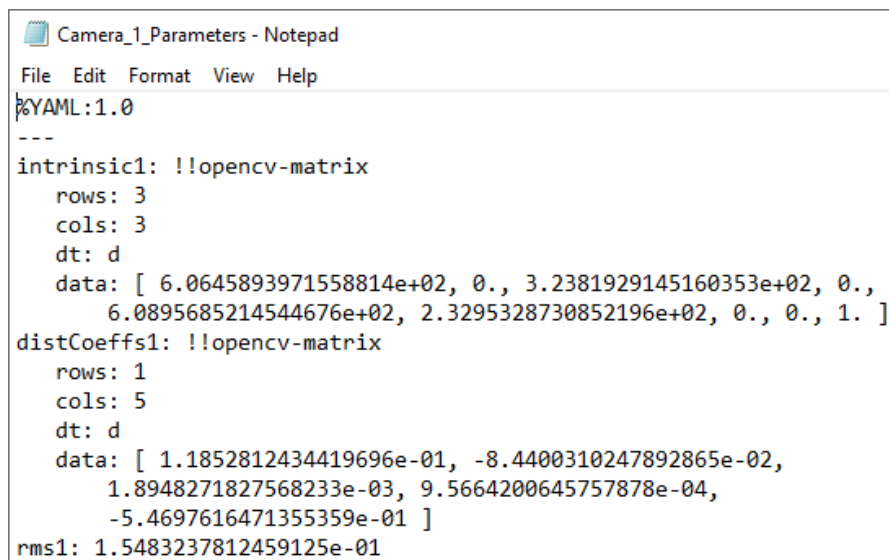 Camera_1_Parameters - Notepad
File Edit Format View Help
%YAML:1.0
---
intrinsic1: !!opencv-matrix
   rows: 3
   cols: 3
   dt: d
   data: [ 6.0645893971558814e+02, 0., 3.2381929145160353e+02, 0.,
       6.0895685214544676e+02, 2.3295328730852196e+02, 0., 0., 1. ]
distCoeffs1: !!opencv-matrix
   rows: 1
   cols: 5
   dt: d
   data: [ 1.1852812434419696e-01, -8.4400310247892865e-02,
       1.8948271827568233e-03, 9.5664200645757878e-04,
       -5.4697616471355359e-01 ]
rms1: 1.5483237812459125e-01